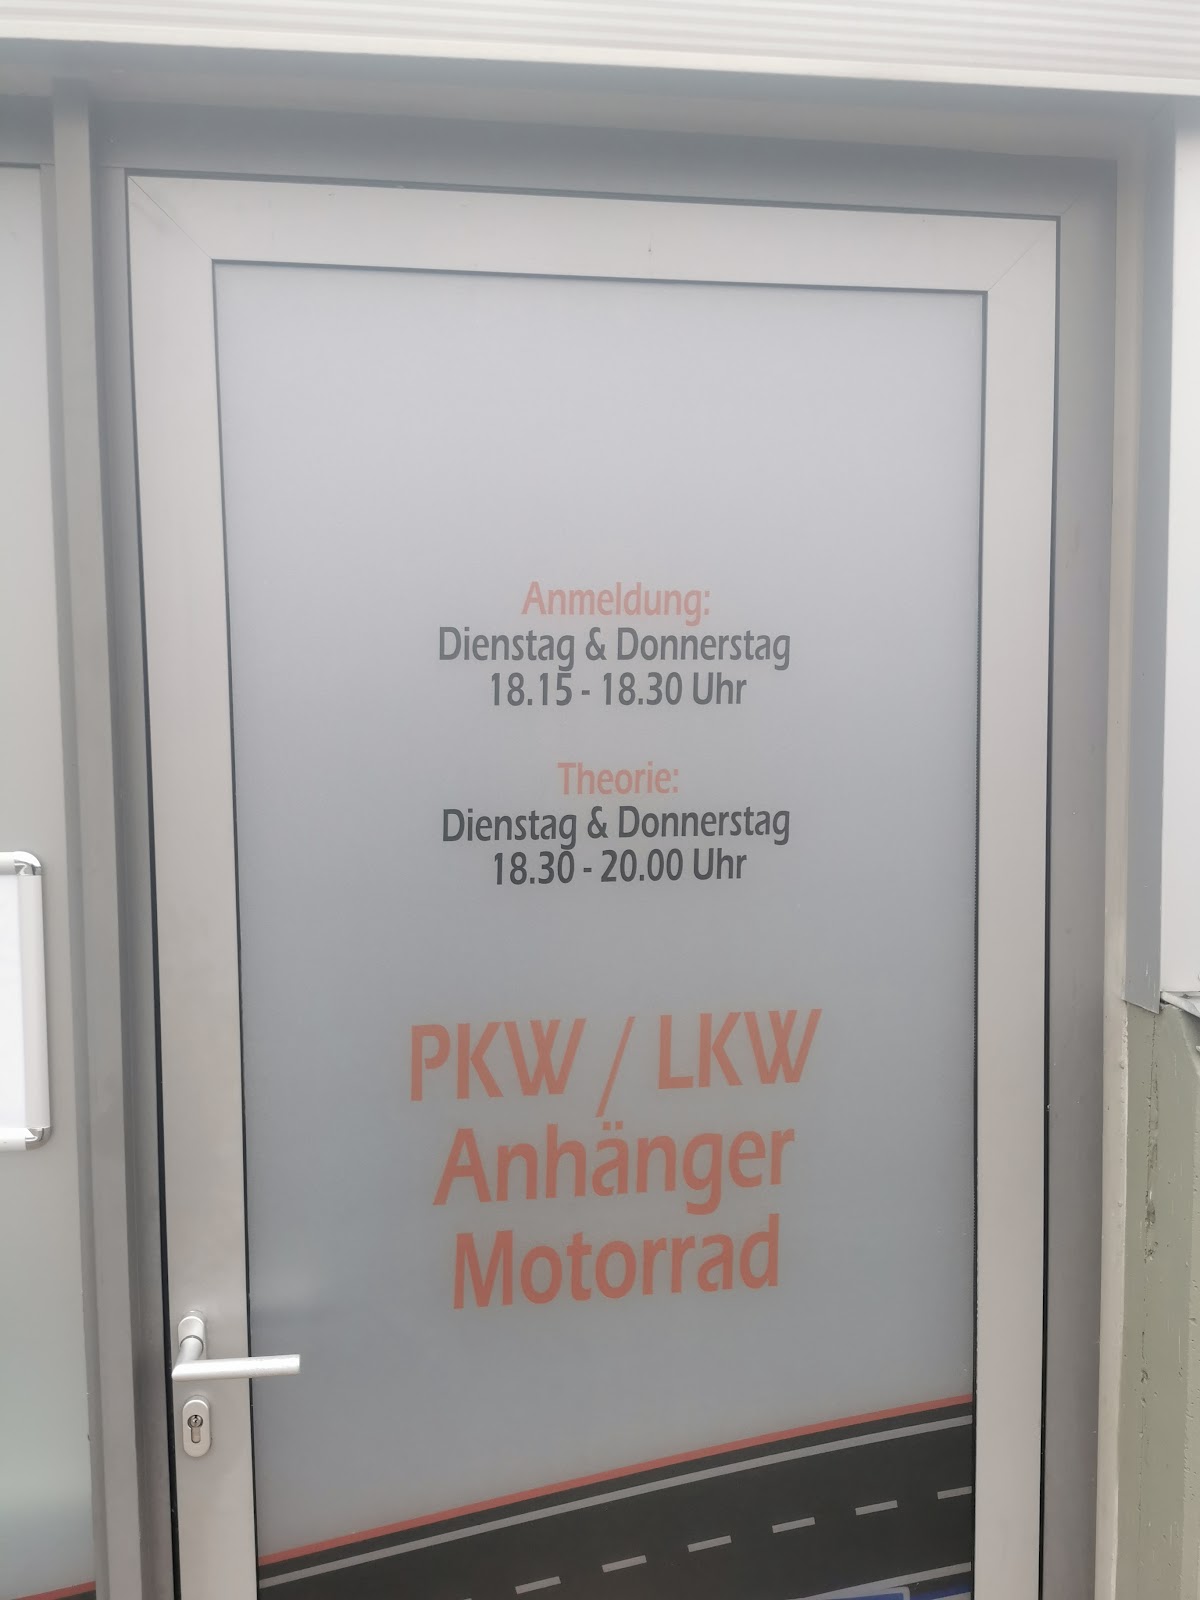 Anmeldung:
Dienstag & Donnerstag
18.15 - 18.30 Uhr
Theorie:
Dienstag & Donnerstag
18.30 - 20.00 Uhr
PKW / LKW
Anhänger
Motorrad